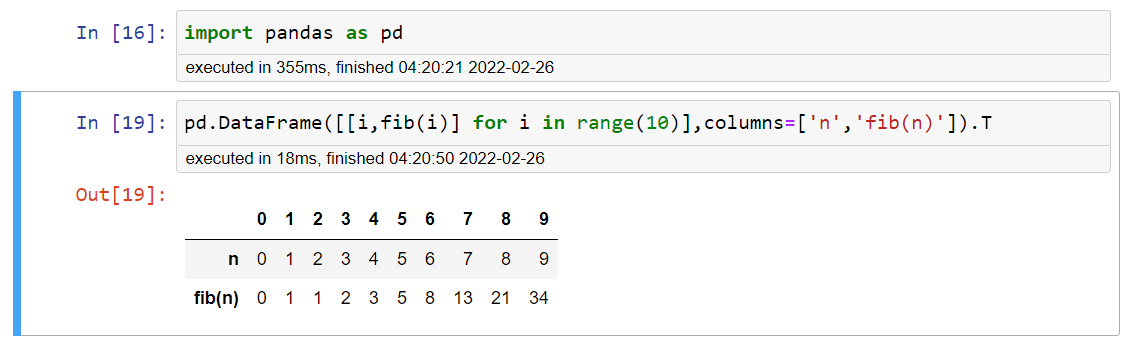 In [16]: import pandas as pd
executed in 355ms, finished 04:20:21 2022-02-26
In [19]: pd.DataFrame([[i,fib(i)] for i in range(10)],columns=['n','fib(n)']).T
executed in 18ms, finished 04:20:50 2022-02-26
Out[19]:
0 1 2 3 4 5 6 7 8 9
n 0 1 2 3 4 5 6 7 8 9
fib(n) 0 1 1 2 3 5 8 13 21 34